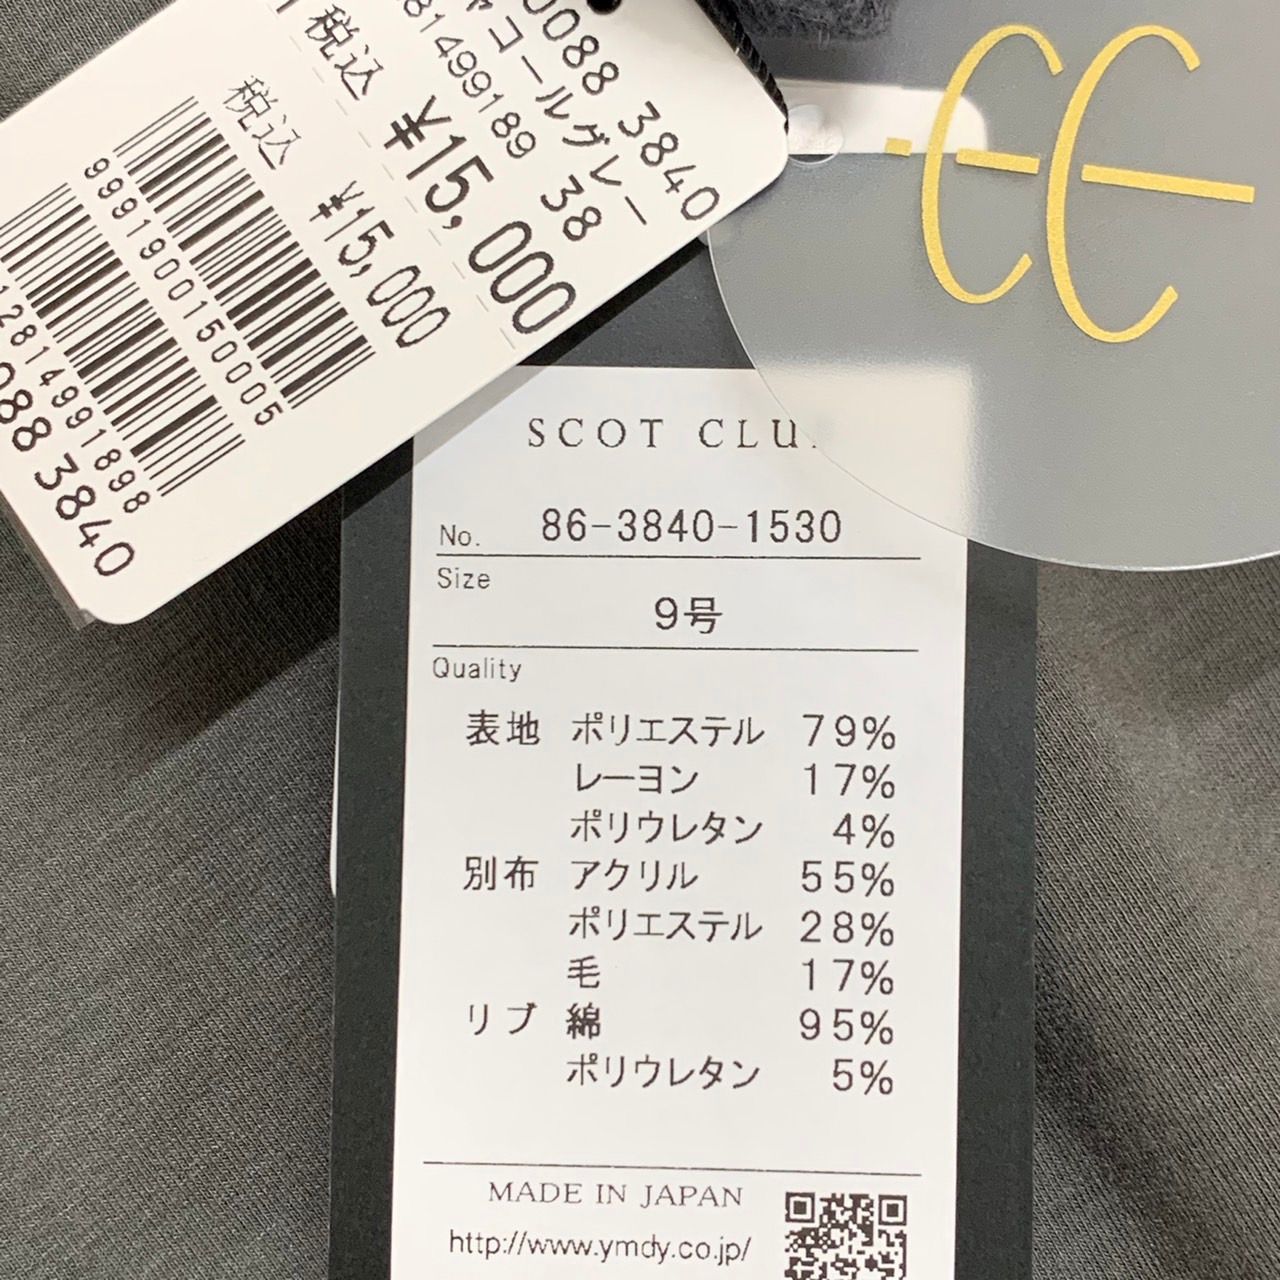 0088 3840
ャコールグレー
8149918９ 38
税込 ¥15,000
税込 ¥15,000
9991900150005
2814991898
088 3840
CC
SCOT CLU
No. 86-3840-1530
Size
9号
Quality
表地 ポリエステル 79%
レーヨン 17%
ポリウレタン 4%
別布 アクリル 55%
ポリエステル 28%
毛 17%
リブ 綿 95%
ポリウレタン 5%
MADE IN JAPAN
http://www.ymdy.co.jp/